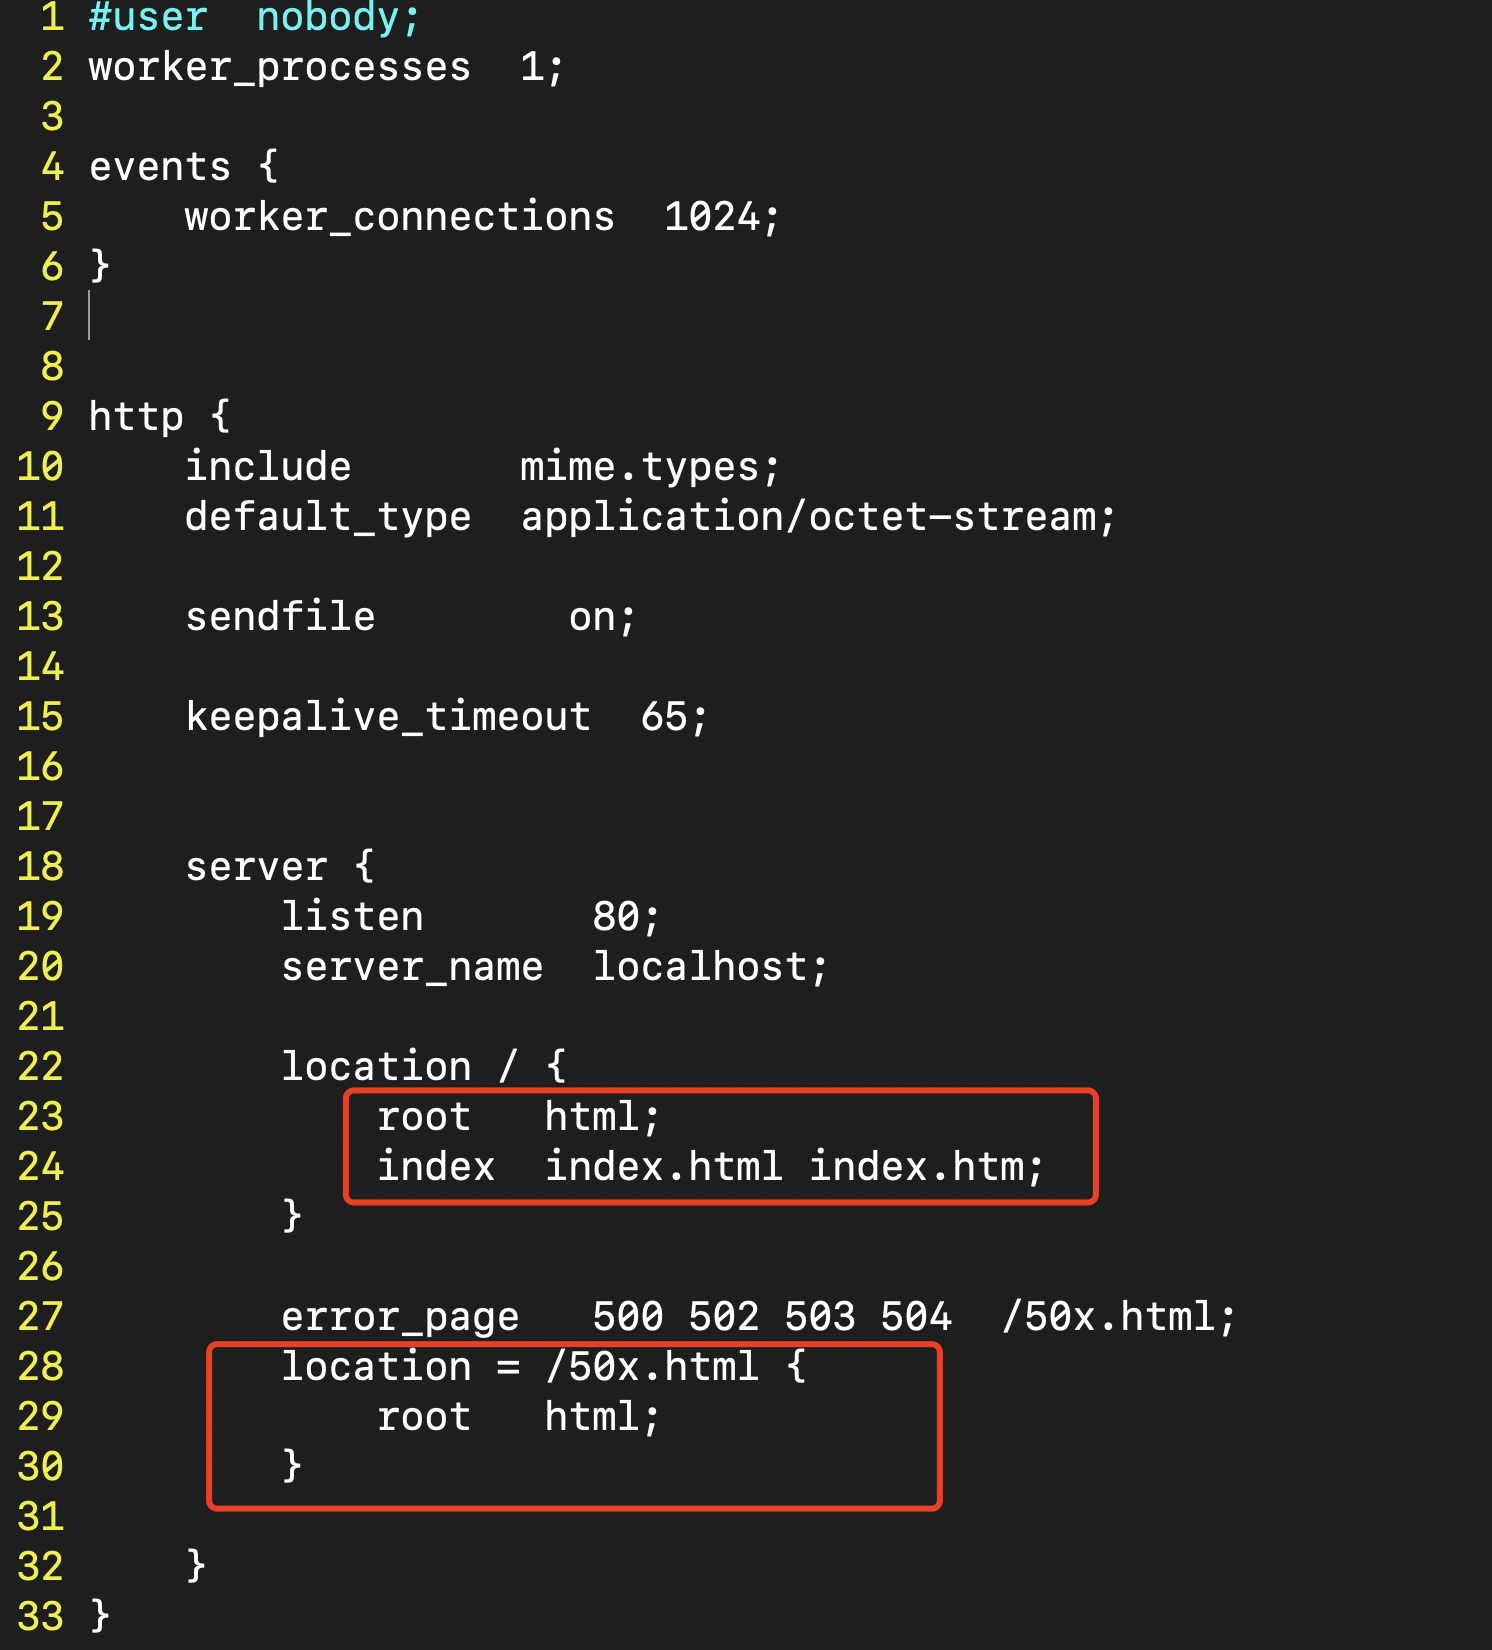 1 #user  nobody;
2 worker_processes  1;
3
4 events {
5     worker_connections  1024;
6 }
7
8
9 http {
10     include       mime.types;
11     default_type  application/octet-stream;
12
13     sendfile        on;
14
15     keepalive_timeout  65;
16
17
18     server {
19         listen       80;
20         server_name  localhost;
21
22         location / {
23             root   html;
24             index  index.html index.htm;
25         }
26
27         error_page   500 502 503 504  /50x.html;
28         location = /50x.html {
29             root   html;
30         }
31
32     }
33 }